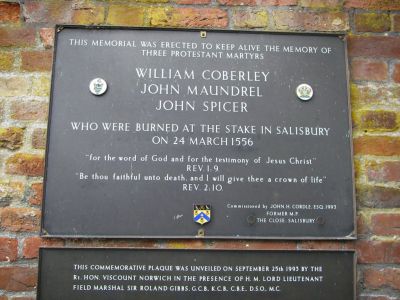 THIS MEMORIAL WAS ERECTED TO KEEP ALIVE THE MEMORY OF
THREE PROTESTANT MARTYRS
WILLIAM COBERLEY
JOHN MAUNDREL
JOHN SPICER
WHO WERE BURNED AT THE STAKE IN SALISBURY
ON 24 MARCH 1556
"for the word of God and for the testimony of Jesus Christ"
REV. 1: 9
"Be thou faithful unto death, and I will give thee a crown of life"
REV. 2.10.
Commissioned by JOHN H. CORDLE, ESQ. 1993
FORMER M.P.
THE CLOSE, SALISBURY
THIS COMMEMORATIVE PLAQUE WAS UNVEILED ON SEPTEMBER 25th 1993 BY THE
Rt. HON. VISCOUNT NORWICH IN THE PRESENCE OF H. M. LORD LIEUTENANT
FIELD MARSHAL SIR ROLAND GIBBS, G.C.B. K.C.B. C.B.E., D.S.O., M.C.